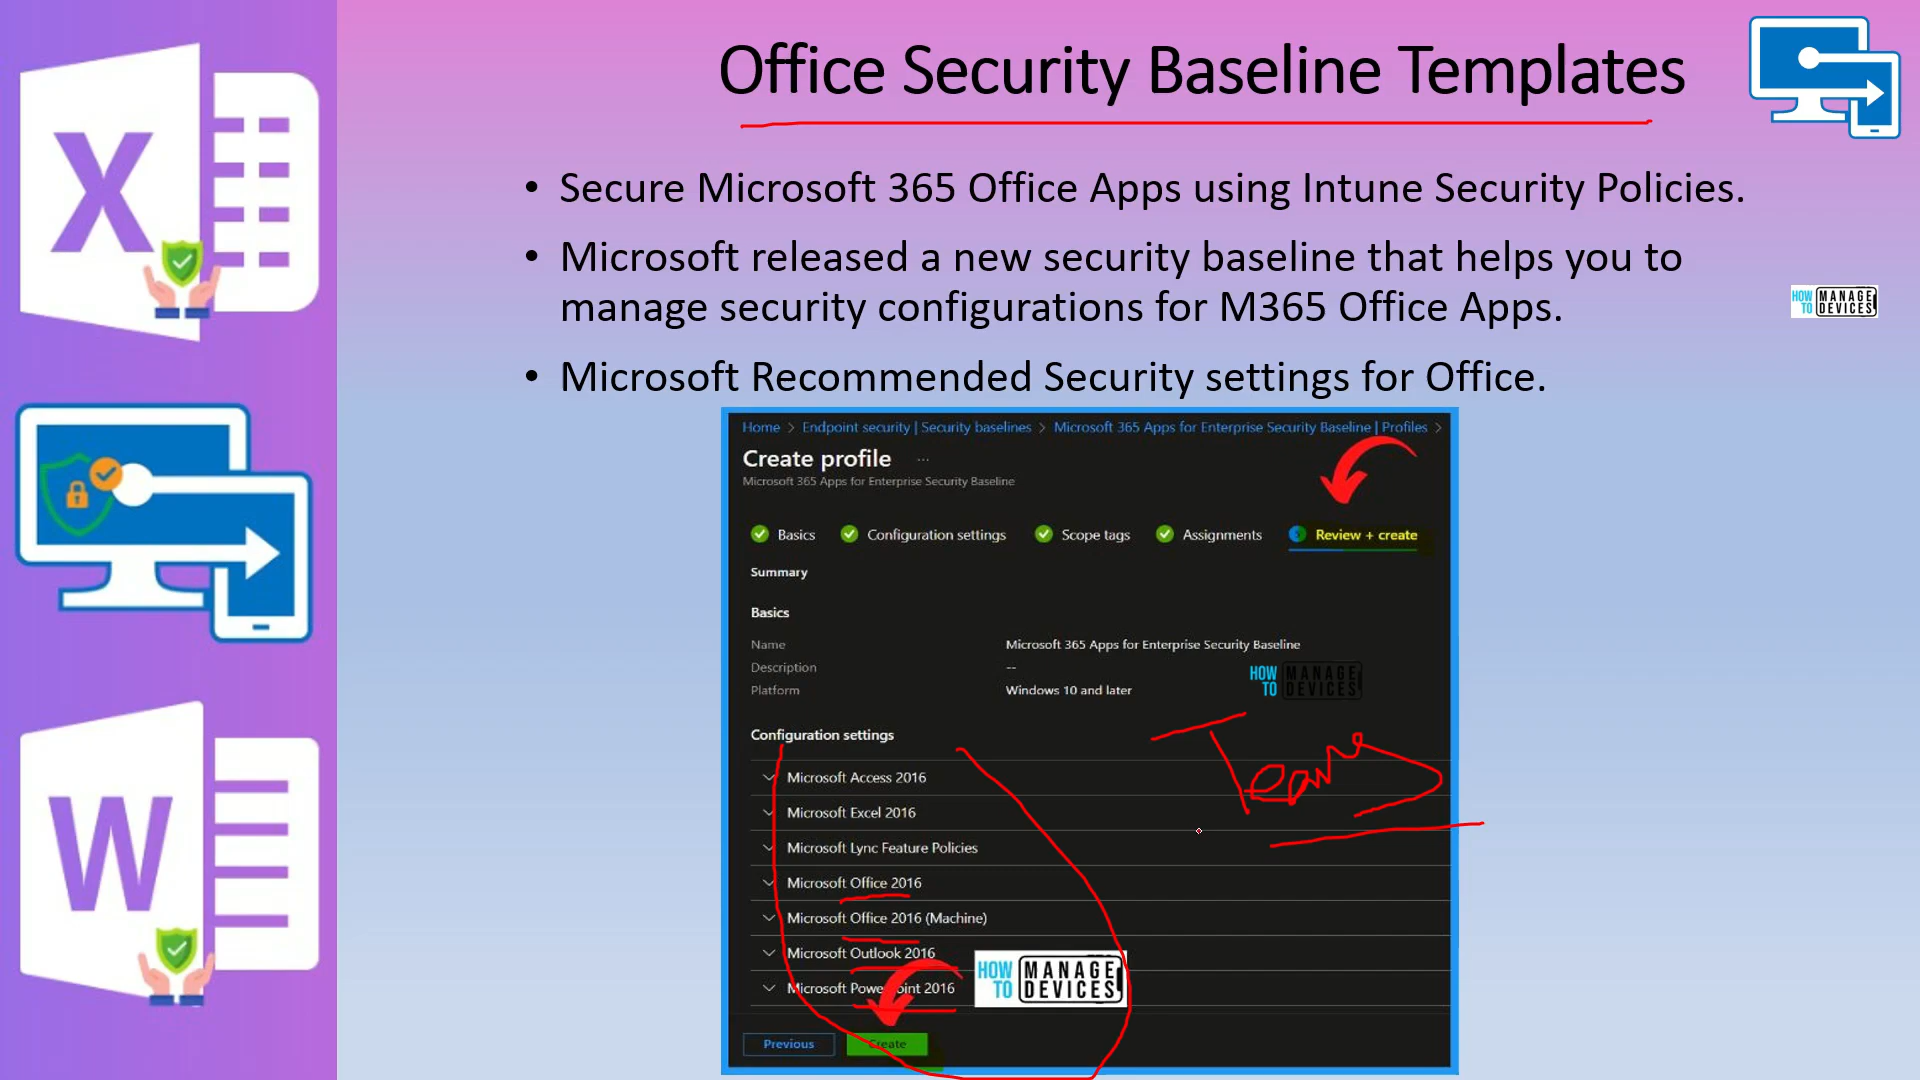 Office Security Baseline Templates
• Secure Microsoft 365 Office Apps using Intune Security Policies.
• Microsoft released a new security baseline that helps you to
manage security configurations for M365 Office Apps.
• Microsoft Recommended Security settings for Office.
HOW TO MANAGE DEVICES
X
W
Home > Endpoint security | Security baselines > Microsoft 365 Apps for Enterprise Security Baseline | Profiles >
Create profile ...
Microsoft 365 Apps for Enterprise Security Baseline
Basics Configuration settings Scope tags Assignments Review + create
Summary
Basics
Name Microsoft 365 Apps for Enterprise Security Baseline
Description --
Platform Windows 10 and later
HOW TO MANAGE DEVICES
Configuration settings
Teams
Microsoft Access 2016
Microsoft Excel 2016
Microsoft Lync Feature Policies
Microsoft Office 2016
Microsoft Office 2016 (Machine)
Microsoft Outlook 2016
Microsoft PowerPoint 2016
HOW TO MANAGE DEVICES
Previous Create